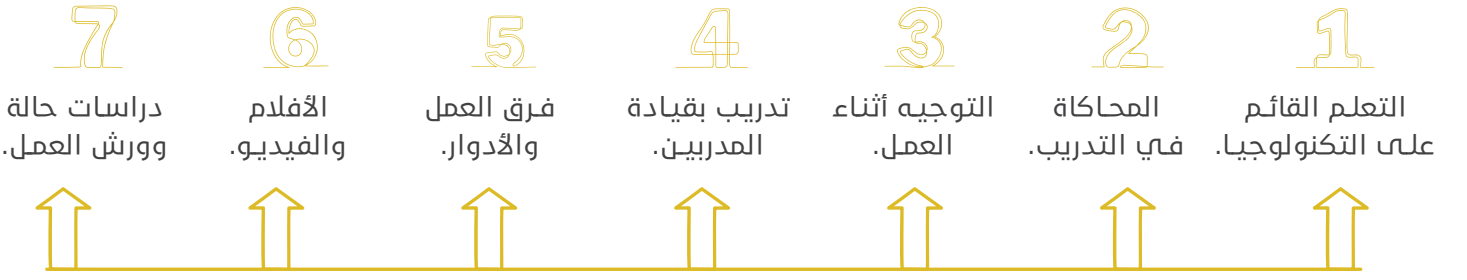 1
التعلم القائم
على التكنولوجيا.
2
المحاكاة
في التدريب.
3
التوجيه أثناء
العمل.
4
تدريب بقيادة
المدربين.
5
فرق العمل
والأدوار.
6
الأفلام
والفيديو.
7
دراسات حالة
وورش العمل.